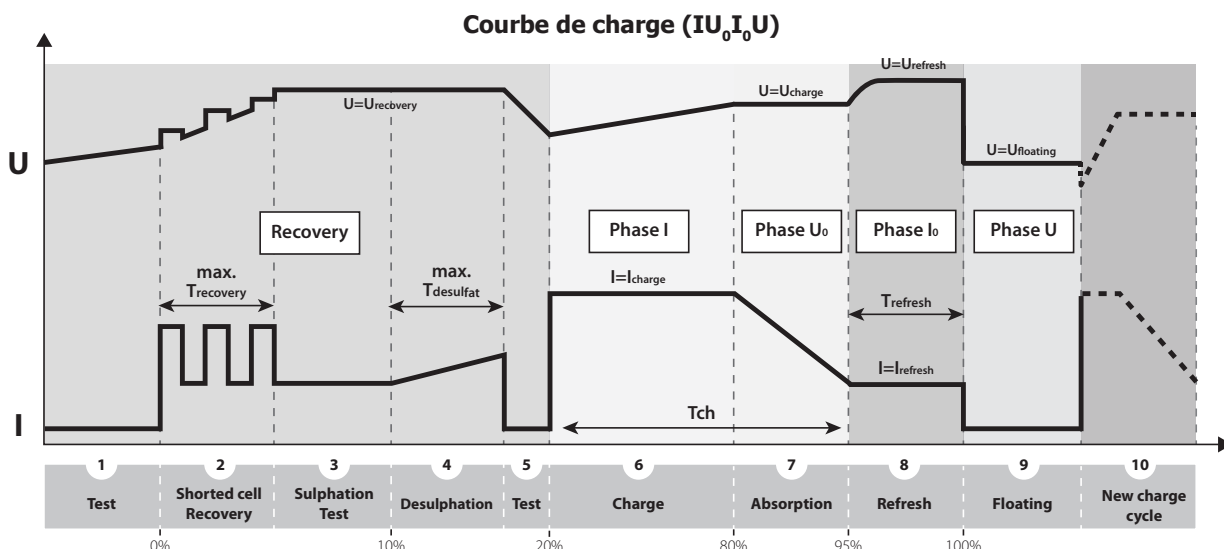 Courbe de charge (IU0I0U)
U
U=Urecovery
U=Ucharge
U=Urefresh
U=Ufloating
Recovery
Phase I
Phase U0
Phase I0
Phase U
max.
Trecovery
max.
Tdesulfat
I=Icharge
Trefresh
I=Irefresh
Tch
I
1
2
3
4
5
6
7
8
9
10
Test
Shorted cell
Recovery
Sulphation
Test
Desulphation
Test
Charge
Absorption
Refresh
Floating
New charge
cycle
0%
10%
20%
80%
95%
100%